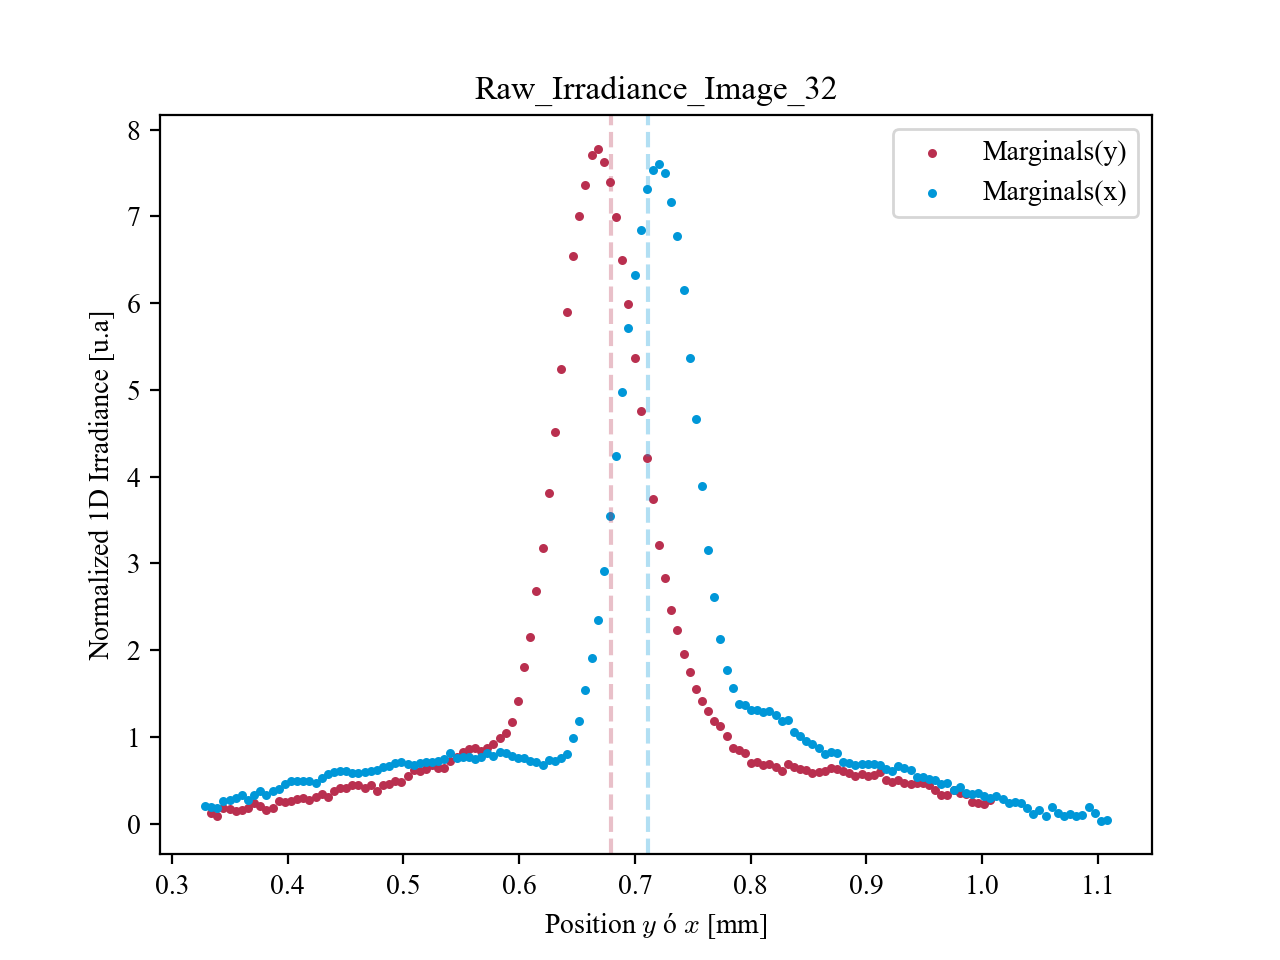 Raw_Irradiance_Image_32
Marginals(y)
Marginals(x)
Normalized 1D Irradiance [u.a]
8
7
6
5
4
3
2
1
0
0.3 0.4 0.5 0.6 0.7 0.8 0.9 1.0 1.1
Position y ó x [mm]